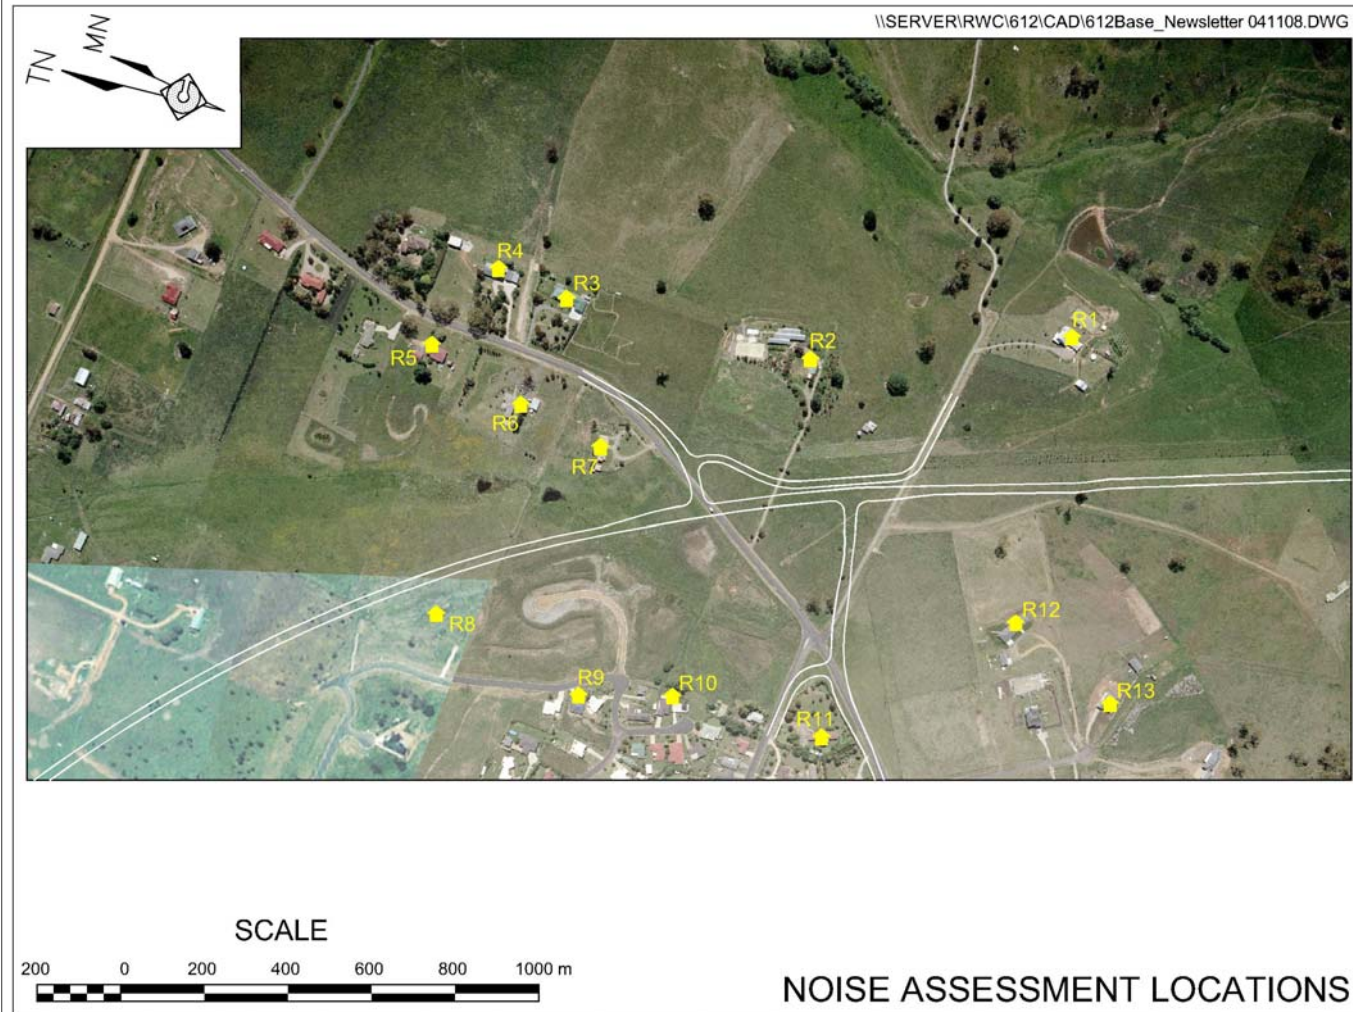 \\SERVER\RWC\612\CAD\612Base_Newsletter 041108.DWG
TN
MN
R4
R3
R1
R2
R5
R6
R7
R8
R12
R9
R10
R13
R11
SCALE
200 0 200 400 600 800 1000 m
NOISE ASSESSMENT LOCATIONS